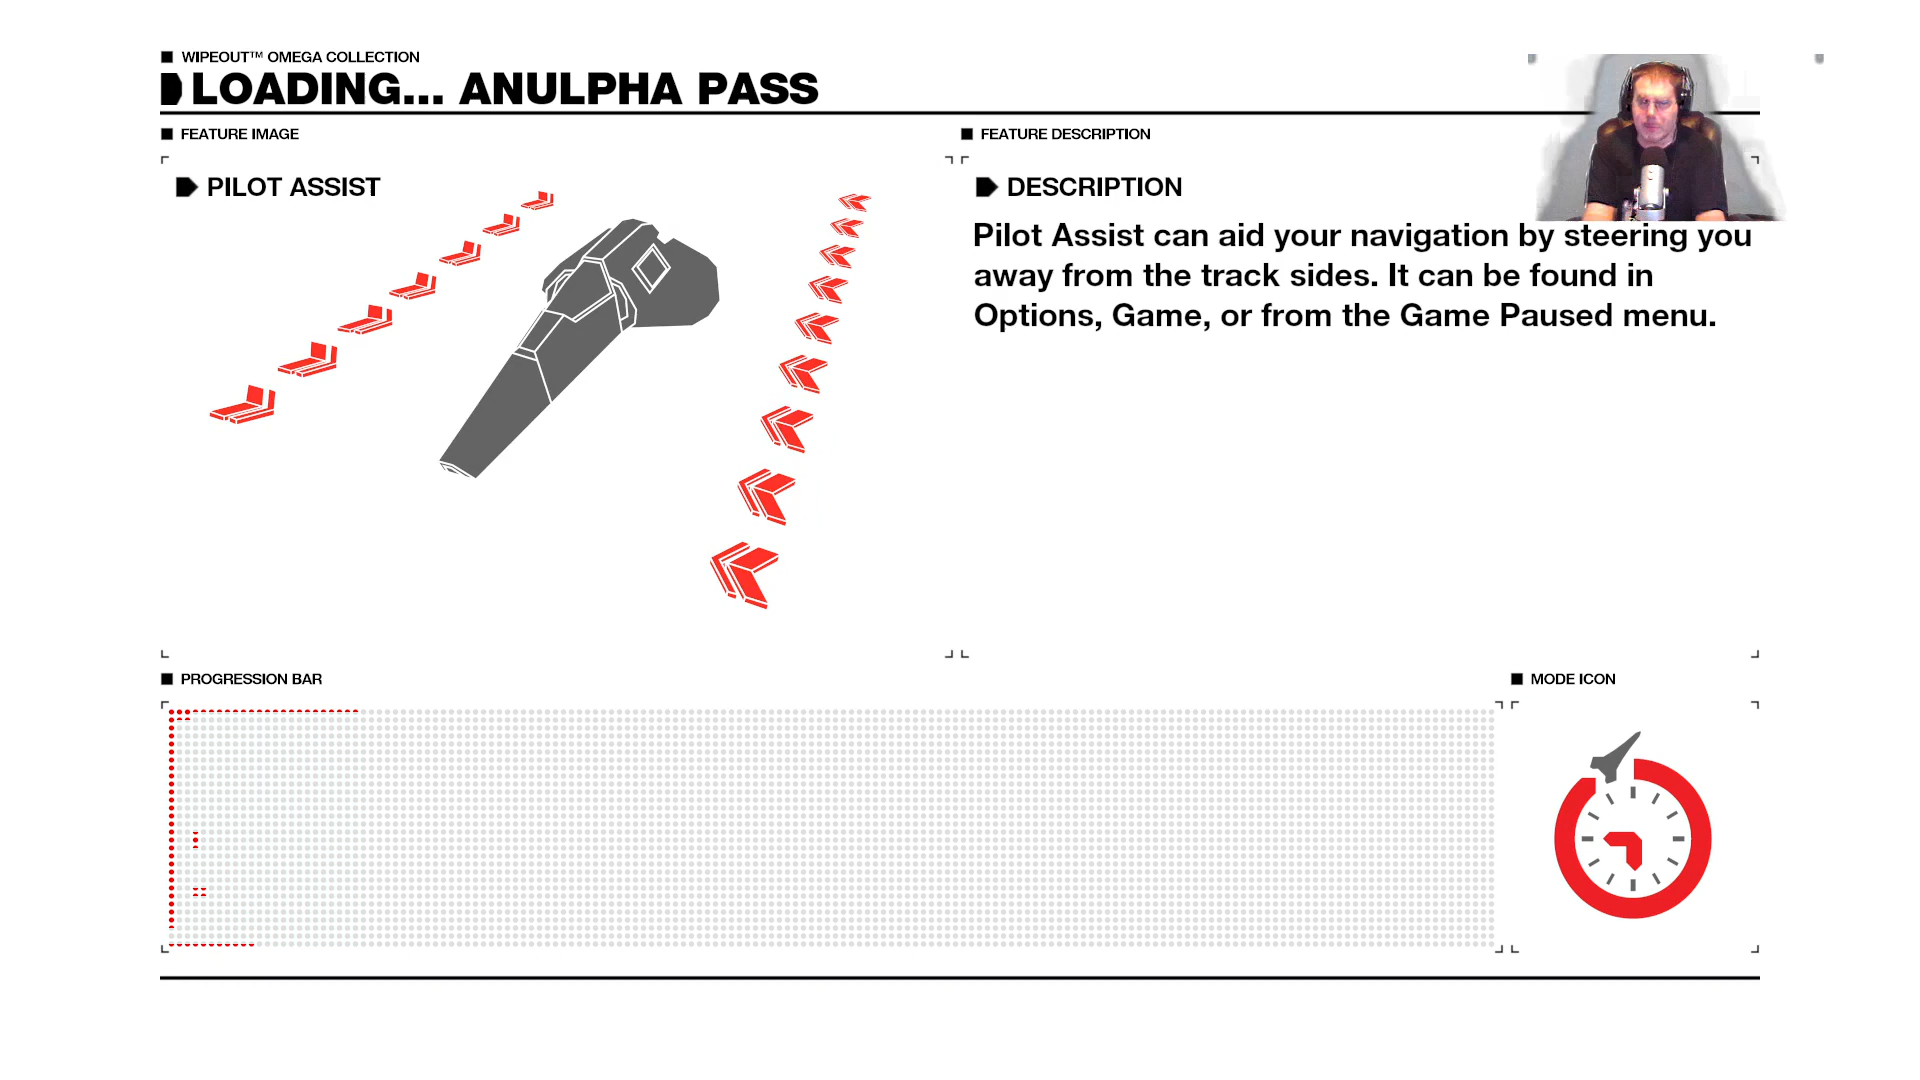 WIPEOUT™ OMEGA COLLECTION
LOADING... ANULPHA PASS
FEATURE IMAGE
PILOT ASSIST
FEATURE DESCRIPTION
DESCRIPTION
Pilot Assist can aid your navigation by steering you
away from the track sides. It can be found in
Options, Game, or from the Game Paused menu.
PROGRESSION BAR
MODE ICON